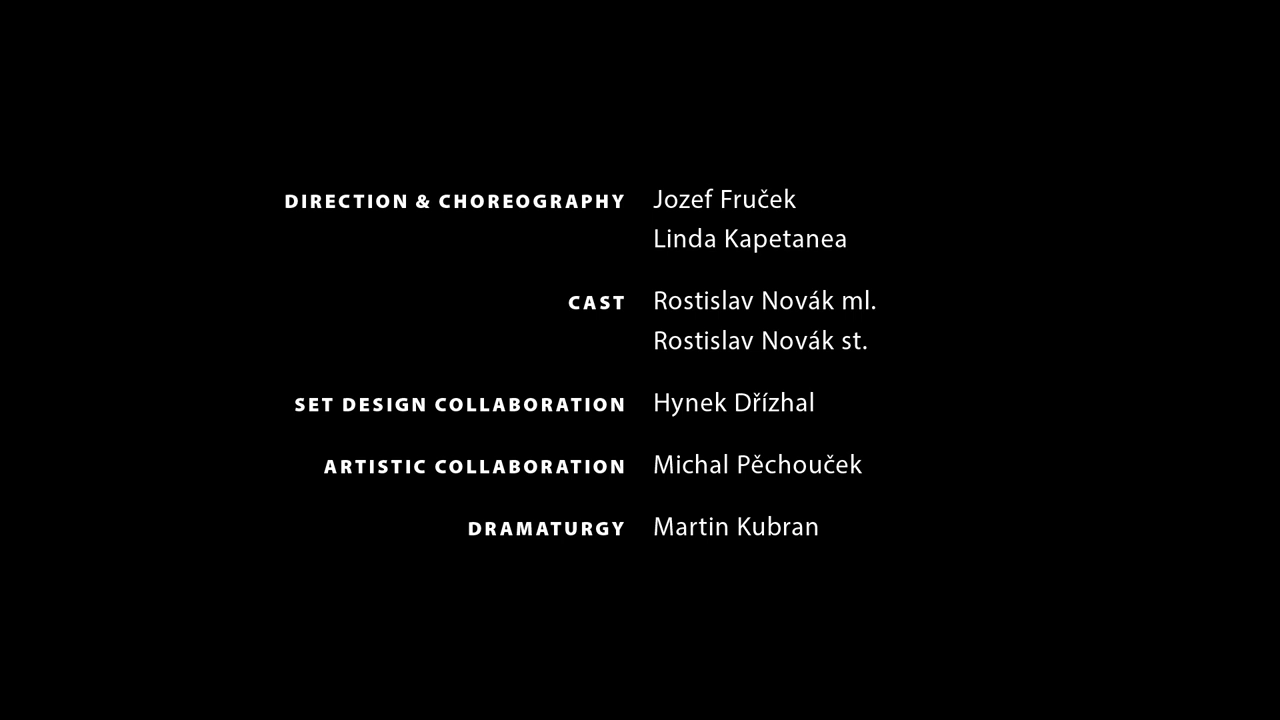 DIRECTION & CHOREOGRAPHY Jozef Fruček
Linda Kapetanea
CAST Rostislav Novák ml.
Rostislav Novák st.
SET DESIGN COLLABORATION Hynek Dřízhal
ARTISTIC COLLABORATION Michal Pěchouček
DRAMATURGY Martin Kubran